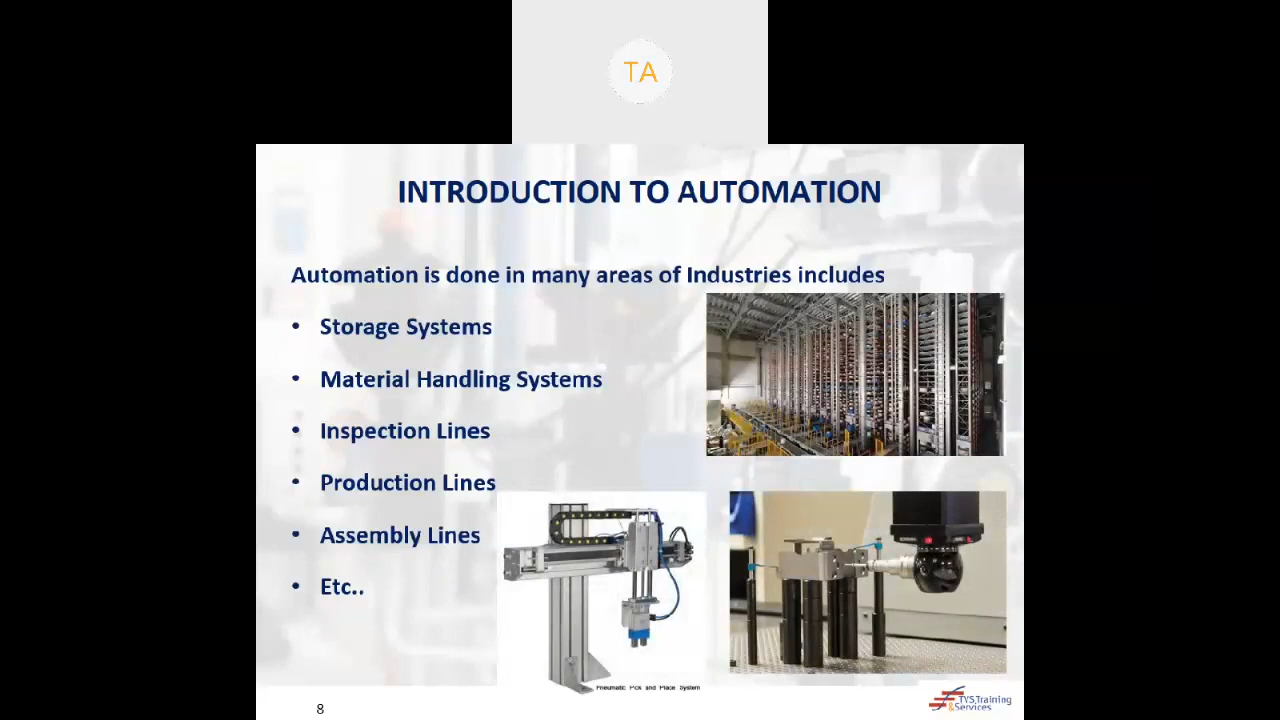 TA
INTRODUCTION TO AUTOMATION
Automation is done in many areas of Industries includes
• Storage Systems
• Material Handling Systems
• Inspection Lines
• Production Lines
• Assembly Lines
• Etc..
Pneumatic Pick and Place System
8
TVS Training
&Services